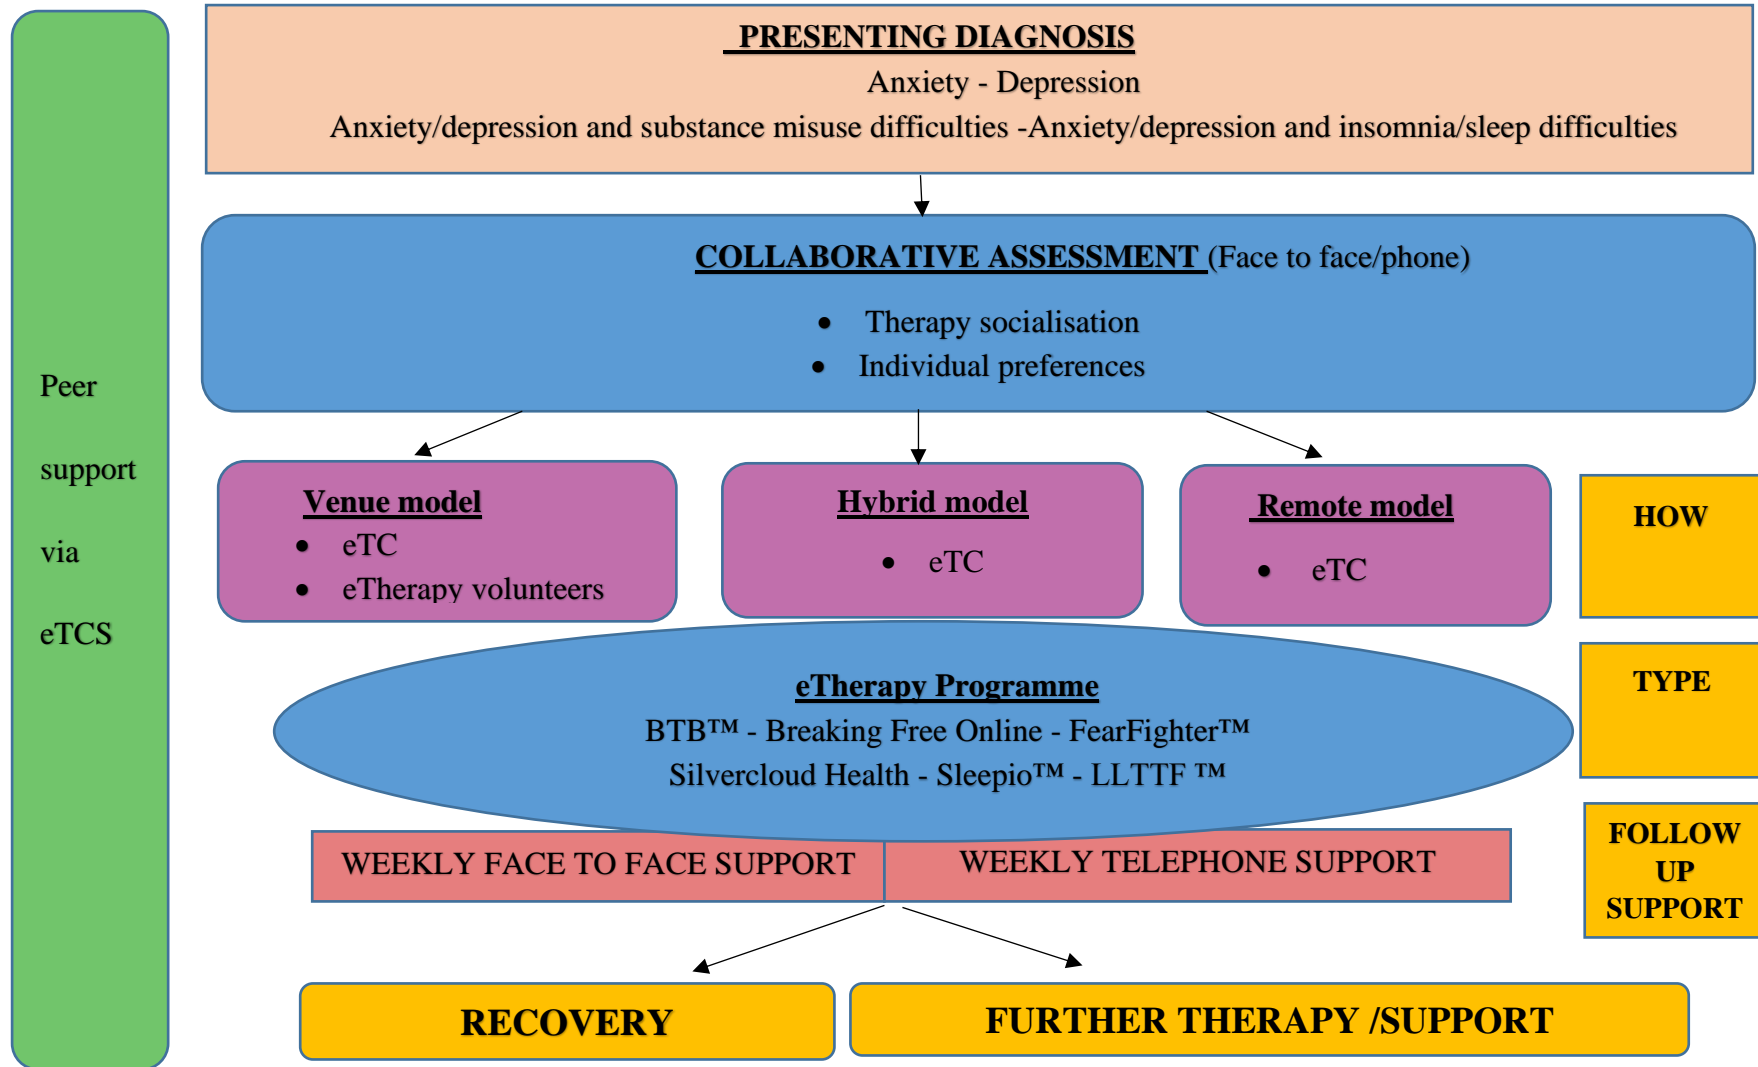 PRESENTING DIAGNOSIS
Anxiety - Depression
Anxiety/depression and substance misuse difficulties -Anxiety/depression and insomnia/sleep difficulties
COLLABORATIVE ASSESSMENT (Face to face/phone)
• Therapy socialisation
• Individual preferences
Peer
support
via
eTCS
Venue model
• eTC
• eTherapy volunteers
Hybrid model
• eTC
Remote model
• eTC
HOW
eTherapy Programme
BTB™ - Breaking Free Online - FearFighter™
Silvercloud Health - Sleepio™ - LLTTF ™
TYPE
WEEKLY FACE TO FACE SUPPORT
WEEKLY TELEPHONE SUPPORT
FOLLOW
UP
SUPPORT
RECOVERY
FURTHER THERAPY /SUPPORT